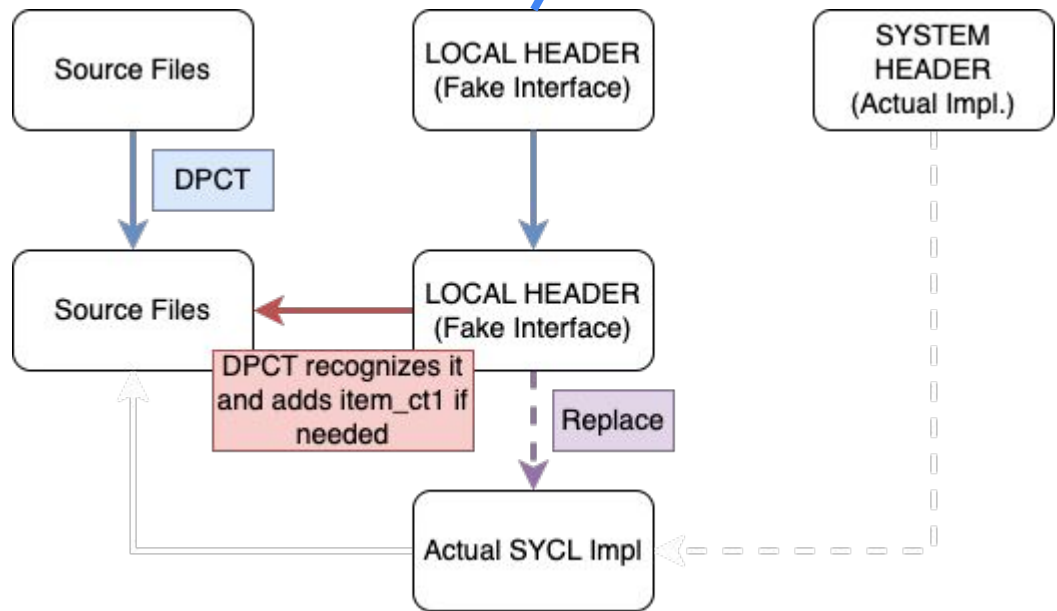 Source Files
LOCAL HEADER
(Fake Interface)
SYSTEM
HEADER
(Actual Impl.)
DPCT
Source Files
LOCAL HEADER
(Fake Interface)
DPCT recognizes it
and adds item_ct1 if
needed
Replace
Actual SYCL Impl